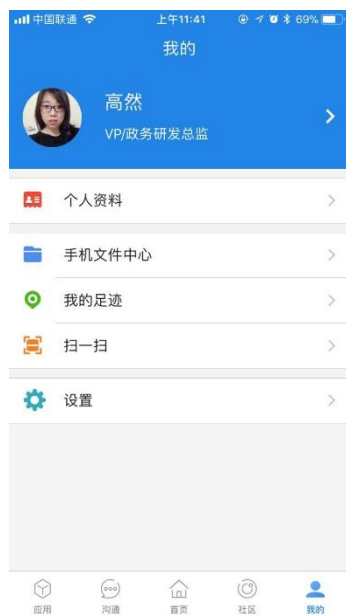 中国联通 上午11:41 69%
我的
高然
VP/政务研发总监
个人资料
手机文件中心
我的足迹
扫一扫
设置
应用 沟通 首页 社区 我的